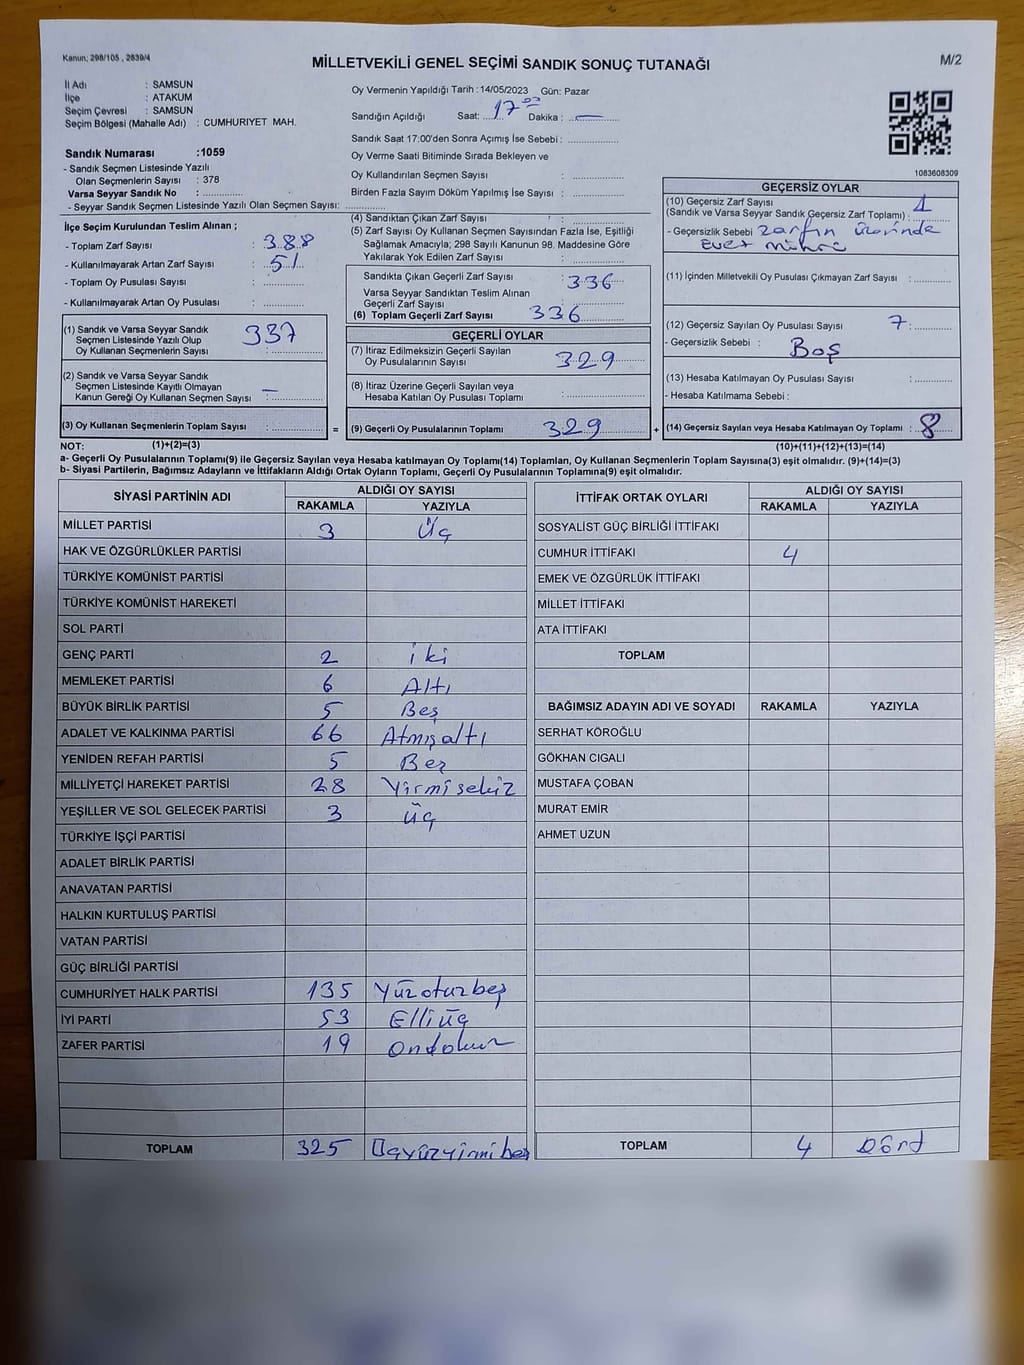 Kanun; 298/105 , 2839/4
MİLLETVEKİLİ GENEL SEÇİMİ SANDIK SONUÇ TUTANAĞI
M/2
İl Adı : SAMSUN
İlçe : ATAKUM
Seçim Çevresi : SAMSUN
Seçim Bölgesi (Mahalle Adı) : CUMHURIYET MAH.
Sandık Numarası :1059
- Sandık Seçmen Listesinde Yazılı
Olan Seçmenlerin Sayısı : 378
Varsa Seyyar Sandık No : ..............
- Seyyar Sandık Seçmen Listesinde Yazılı Olan Seçmen Sayısı: ..............
Oy Vermenin Yapıldığı Tarih :14/05/2023 Gün: Pazar
Sandığın Açıldığı Saat: 17 00 Dakika : —
Sandık Saat 17:00'den Sonra Açımış İse Sebebi : ..............
Oy Verme Saati Bitiminde Sırada Bekleyen ve
Oy Kullandırılan Seçmen Sayısı : ..............
Birden Fazla Sayım Döküm Yapılmış İse Sayısı : ..............
1083608309
İlçe Seçim Kurulundan Teslim Alınan ;
- Toplam Zarf Sayısı : 388
- Kullanılmayarak Artan Zarf Sayısı : 51
- Toplam Oy Pusulası Sayısı : ..............
- Kullanılmayarak Artan Oy Pusulası : ..............
(1) Sandık ve Varsa Seyyar Sandık
Seçmen Listesinde Yazılı Olup
Oy Kullanan Seçmenlerin Sayısı : 337
(2) Sandık ve Varsa Seyyar Sandık
Seçmen Listesinde Kayıtlı Olmayan
Kanun Gereği Oy Kullanan Seçmen Sayısı : —
(3) Oy Kullanan Seçmenlerin Toplam Sayısı : .............. =
(4) Sandıktan Çıkan Zarf Sayısı : ..............
(5) Zarf Sayısı Oy Kullanan Seçmen Sayısından Fazla İse, Eşitliği
Sağlamak Amacıyla; 298 Sayılı Kanunun 98. Maddesine Göre
Yakılarak Yok Edilen Zarf Sayısı : ..............
Sandıkta Çıkan Geçerli Zarf Sayısı : 336
Varsa Seyyar Sandıktan Teslim Alınan
Geçerli Zarf Sayısı : ..............
(6) Toplam Geçerli Zarf Sayısı : 336
GEÇERLİ OYLAR
(7) İtiraz Edilmeksizin Geçerli Sayılan
Oy Pusulalarının Sayısı : 329
(8) İtiraz Üzerine Geçerli Sayılan veya
Hesaba Katılan Oy Pusulası Toplamı : ..............
(9) Geçerli Oy Pusulalarının Toplamı : 329 +
GEÇERSİZ OYLAR
(10) Geçersiz Zarf Sayısı
(Sandık ve Varsa Seyyar Sandık Geçersiz Zarf Toplamı) : 1
- Geçersizlik Sebebi zarfın üzerinde
Evet mührü
(11) İçinden Milletvekili Oy Pusulası Çıkmayan Zarf Sayısı : ..............
(12) Geçersiz Sayılan Oy Pusulası Sayısı : 7
- Geçersizlik Sebebi : Boş
(13) Hesaba Katılmayan Oy Pusulası Sayısı : ..............
- Hesaba Katılmama Sebebi :
(14) Geçersiz Sayılan veya Hesaba Katılmayan Oy Toplamı : 8
NOT: (1)+(2)=(3) (10)+(11)+(12)+(13)=(14)
a- Geçerli Oy Pusulalarının Toplamı(9) ile Geçersiz Sayılan veya Hesaba katılmayan Oy Toplamı(14) Toplamları, Oy Kullanan Seçmenlerin Toplam Sayısına(3) eşit olmalıdır. (9)+(14)=(3)
b- Siyasi Partilerin, Bağımsız Adayların ve İttifakların Aldığı Ortak Oyların Toplamı, Geçerli Oy Pusulalarının Toplamına(9) eşit olmalıdır.
SİYASİ PARTİNİN ADI ALDIĞI OY SAYISI
RAKAMLA YAZIYLA
MİLLET PARTİSİ 3 Üç
HAK VE ÖZGÜRLÜKLER PARTİSİ
TÜRKİYE KOMÜNİST PARTİSİ
TÜRKİYE KOMÜNİST HAREKETİ
SOL PARTİ
GENÇ PARTİ 2 iki
MEMLEKET PARTİSİ 6 Altı
BÜYÜK BİRLİK PARTİSİ 5 Beş
ADALET VE KALKINMA PARTİSİ 66 Atmışaltı
YENİDEN REFAH PARTİSİ 5 Beş
MİLLİYETÇİ HAREKET PARTİSİ 28 Yirmisekiz
YEŞİLLER VE SOL GELECEK PARTİSİ 3 üç
TÜRKİYE İŞÇİ PARTİSİ
ADALET BİRLİK PARTİSİ
ANAVATAN PARTİSİ
HALKIN KURTULUŞ PARTİSİ
VATAN PARTİSİ
GÜÇ BİRLİĞİ PARTİSİ
CUMHURİYET HALK PARTİSİ 135 Yüzotuzbeş
İYİ PARTİ 53 Elliüç
ZAFER PARTİSİ 19 Ondokuz
TOPLAM 325 Üçyüzyirmibeş
İTTİFAK ORTAK OYLARI ALDIĞI OY SAYISI
RAKAMLA YAZIYLA
SOSYALİST GÜÇ BİRLİĞİ İTTİFAKI
CUMHUR İTTİFAKI 4
EMEK VE ÖZGÜRLÜK İTTİFAKI
MİLLET İTTİFAKI
ATA İTTİFAKI
TOPLAM
BAĞIMSIZ ADAYIN ADI VE SOYADI RAKAMLA YAZIYLA
SERHAT KÖROĞLU
GÖKHAN CIGALI
MUSTAFA ÇOBAN
MURAT EMİR
AHMET UZUN
TOPLAM 4 Dört